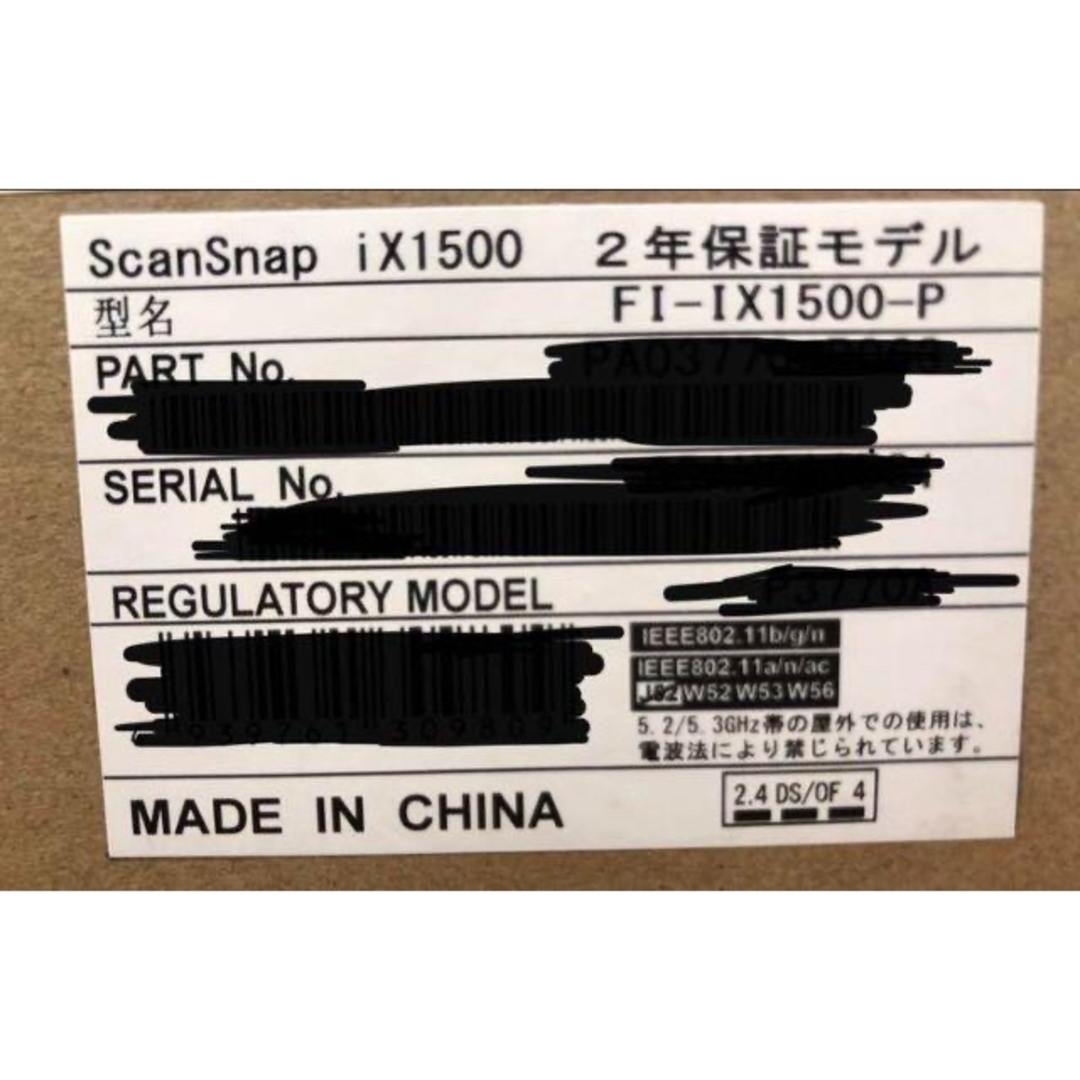 ScanSnap iX1500 2年保証モデル
型名 FI-IX1500-P
PART No.
SERIAL No.
REGULATORY MODEL
IEEE802.11b/g/n
IEEE802.11a/n/ac
J52 W52 W53 W56
5.2/5.3GHz帯の屋外での使用は、
電波法により禁じられています。
MADE IN CHINA
2.4 DS/OF 4